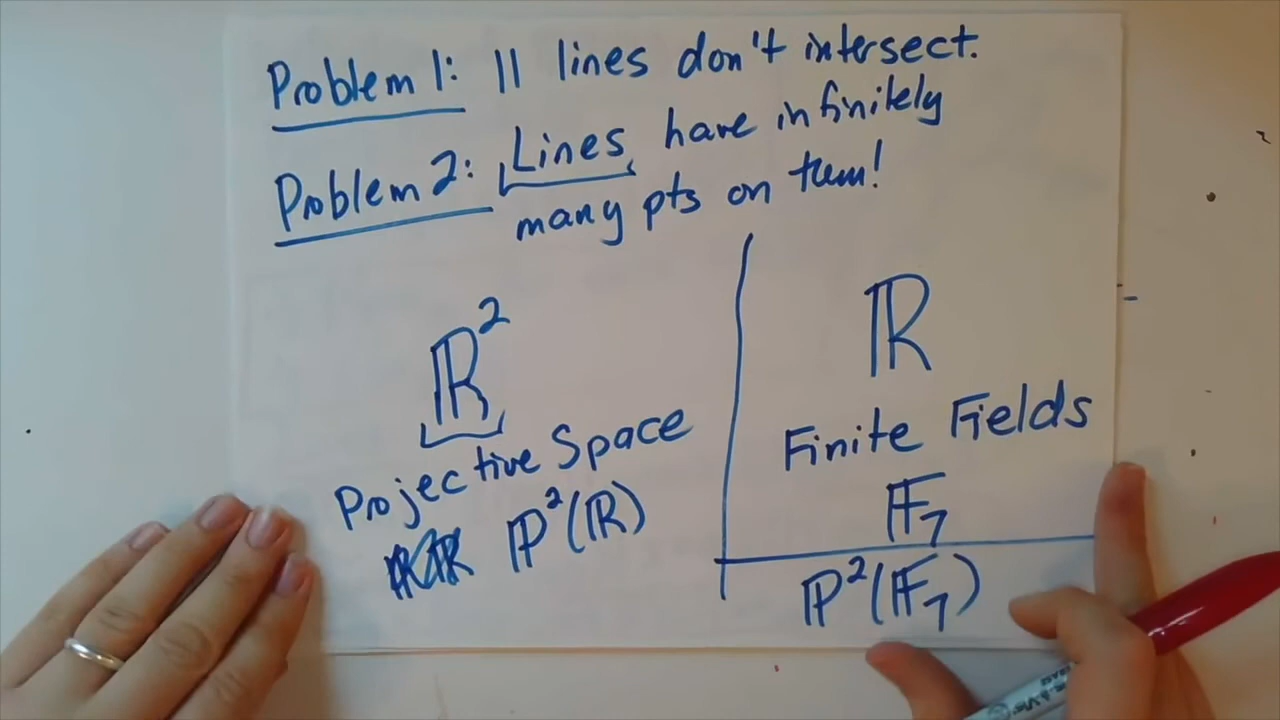 Problem 1: || lines don't intersect.
Problem 2: Lines have infinitely
many pts on them!
ℝ²
Projective Space
ℙ²(ℝ)
ℝ
Finite Fields
𝔽₇
ℙ²(𝔽₇)